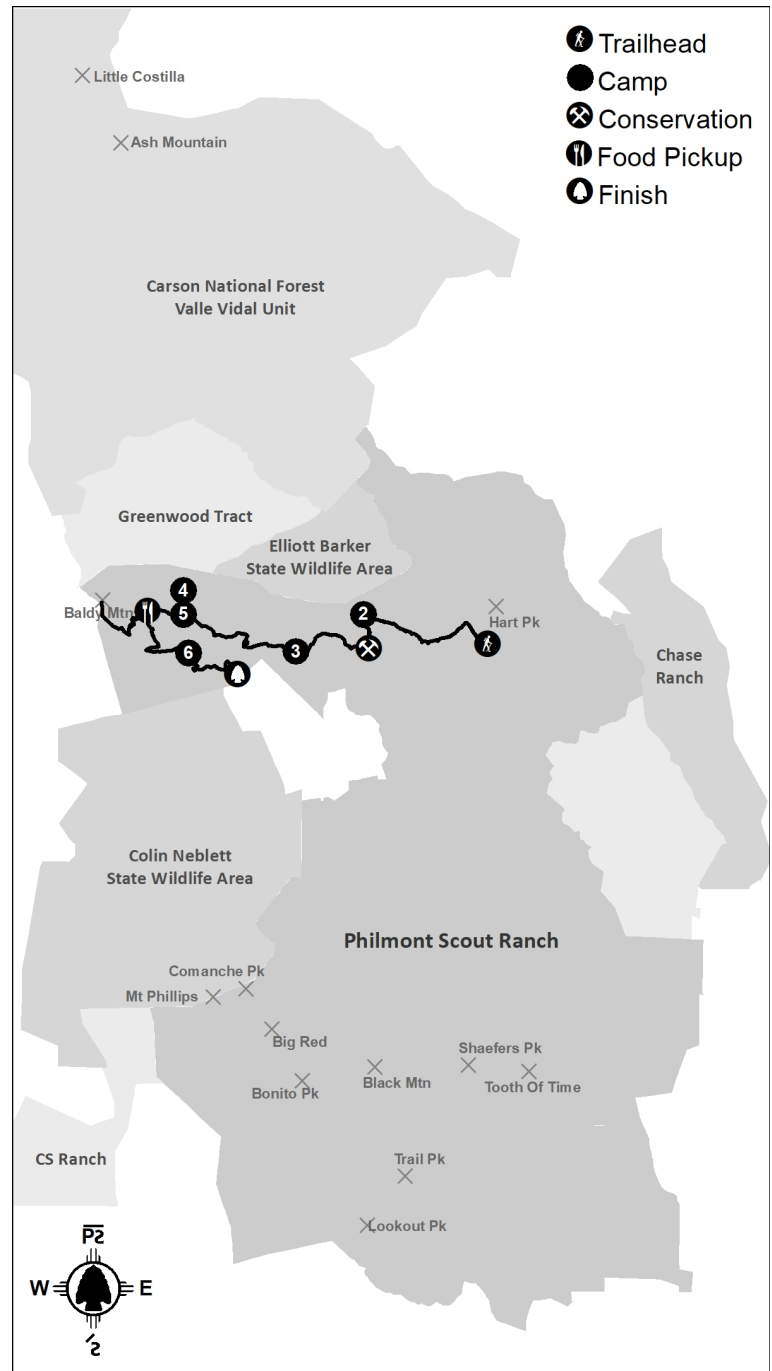 Trailhead
Camp
Conservation
Food Pickup
Finish
Little Costilla
Ash Mountain
Carson National Forest
Valle Vidal Unit
Greenwood Tract
Elliott Barker
State Wildlife Area
4
Baldy Mtn
5
2
Hart Pk
6
3
Chase
Ranch
Colin Neblett
State Wildlife Area
Philmont Scout Ranch
Comanche Pk
Mt Phillips
Big Red
Shaefers Pk
Bonito Pk
Black Mtn
Tooth Of Time
CS Ranch
Trail Pk
Lookout Pk
W
E